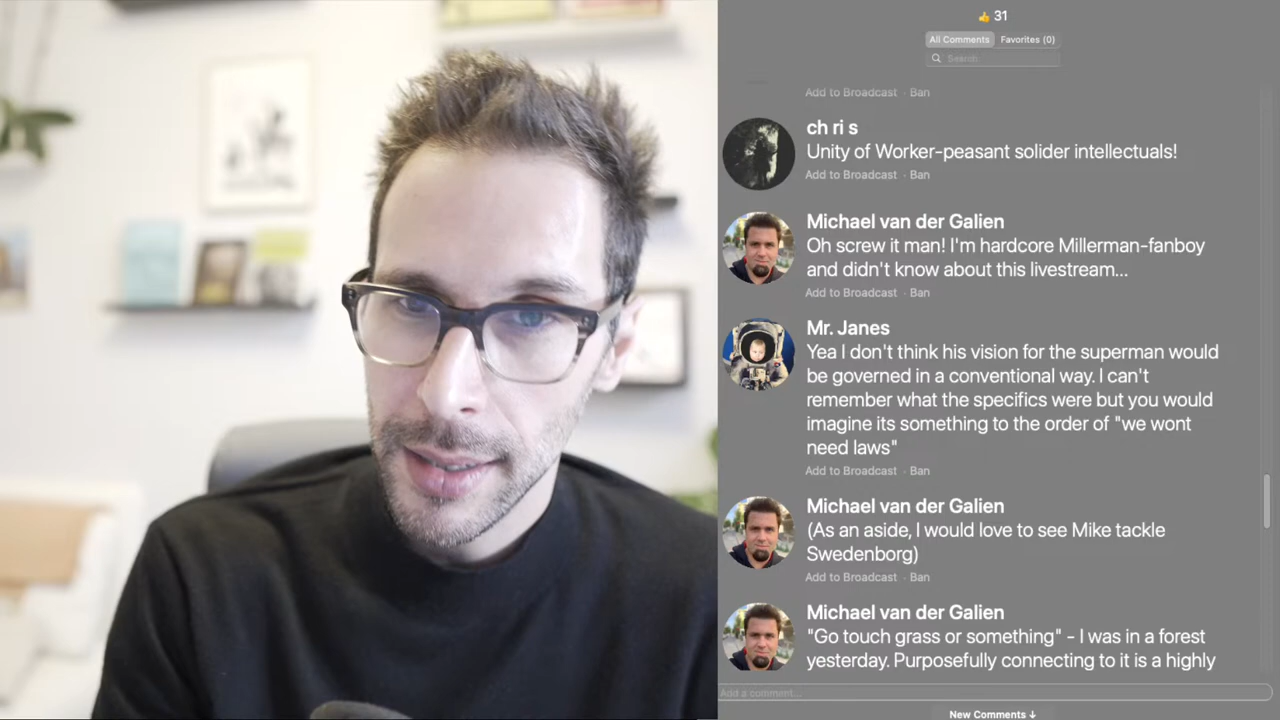 👍 31
All Comments Favorites (0)
Search
Add to Broadcast · Ban
ch ri s
Unity of Worker-peasant solider intellectuals!
Add to Broadcast · Ban
Michael van der Galien
Oh screw it man! I'm hardcore Millerman-fanboy
and didn't know about this livestream...
Add to Broadcast · Ban
Mr. Janes
Yea I don't think his vision for the superman would
be governed in a conventional way. I can't
remember what the specifics were but you would
imagine its something to the order of "we wont
need laws"
Add to Broadcast · Ban
Michael van der Galien
(As an aside, I would love to see Mike tackle
Swedenborg)
Add to Broadcast · Ban
Michael van der Galien
"Go touch grass or something" - I was in a forest
yesterday. Purposefully connecting to it is a highly
Add a comment...
New Comments ↓